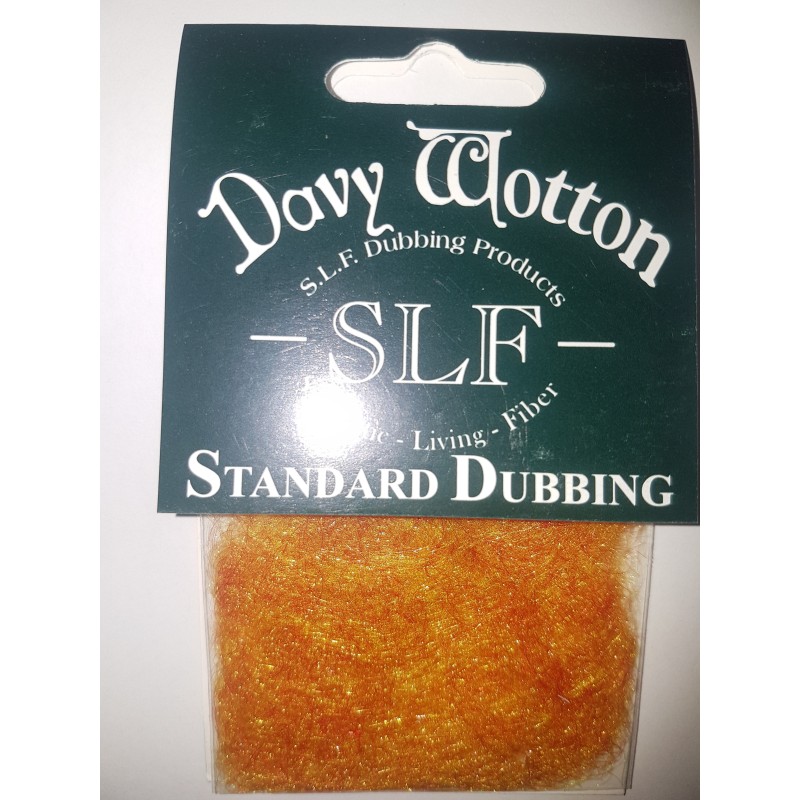 Davy Wotton
S.L.F. Dubbing Products
- SLF -
- Living - Fiber
STANDARD DUBBING